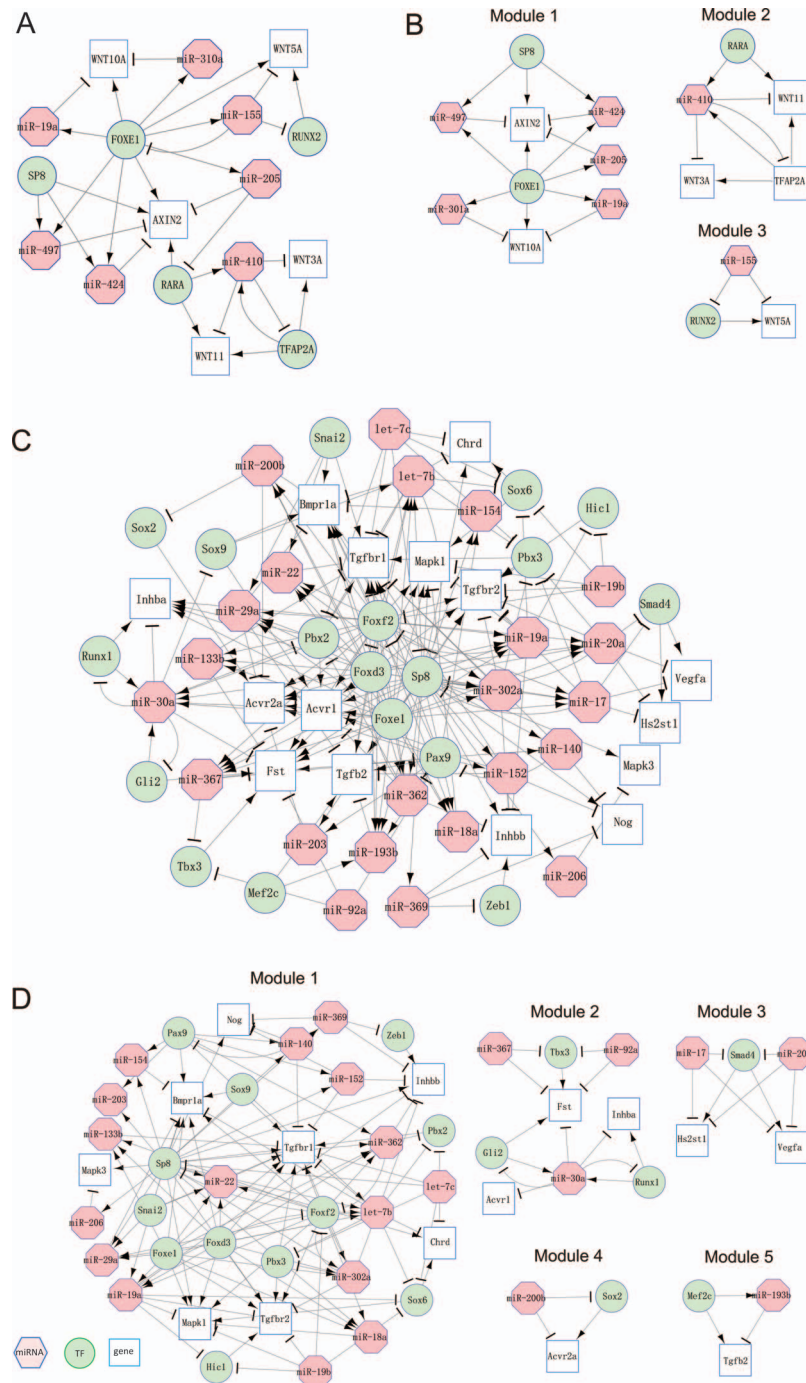 A
WNT10A
miR-310a
WNT5A
miR-19a
FOXE1
miR-155
RUNX2
SP8
miR-205
AXIN2
miR-497
miR-424
RARA
miR-410
WNT3A
WNT11
TFAP2A
B
Module 1
SP8
miR-497
AXIN2
miR-424
miR-205
FOXE1
miR-301a
miR-19a
WNT10A
Module 2
RARA
miR-410
WNT11
WNT3A
TFAP2A
Module 3
miR-155
RUNX2
WNT5A
C
Snai2
let-7c
Chrd
miR-200b
let-7b
Bmpr1a
Sox6
Sox2
miR-154
Hic1
Sox9
Tgfbr1
Mapk1
Pbx3
miR-22
Tgfbr2
miR-19b
Inhba
miR-29a
Smad4
Foxf2
Pbx2
miR-19a
miR-20a
Runx1
miR-133b
Foxd3
Sp8
Vegfa
miR-30a
Acvr2a
Acvr1
miR-302a
miR-17
Hs2st1
Foxe1
Gli2
miR-367
Fst
Tgfb2
Pax9
miR-140
Mapk3
miR-152
miR-362
Nog
miR-18a
Inhbb
miR-203
miR-193b
Tbx3
miR-206
Mef2c
miR-92a
miR-369
Zeb1
D
Module 1
Nog
miR-369
Pax9
Zeb1
miR-140
miR-154
Inhbb
miR-152
Sox9
Bmpr1a
miR-203
miR-133b
Tgfbr1
miR-362
Pbx2
Mapk3
Sp8
miR-22
let-7c
miR-206
Snai2
let-7b
Foxf2
Chrd
miR-29a
Foxe1
Foxd3
Pbx3
miR-302a
miR-19a
Sox6
Mapk1
Tgfbr2
miR-18a
Hic1
miR-19b
miRNA
TF
gene
Module 2
miR-367
Tbx3
miR-92a
Fst
Inhba
Gli2
miR-30a
Runx1
Acvr1
Module 3
miR-17
Smad4
miR-20
Hs2st1
Vegfa
Module 4
miR-200b
Sox2
Acvr2a
Module 5
Mef2c
miR-193b
Tgfb2